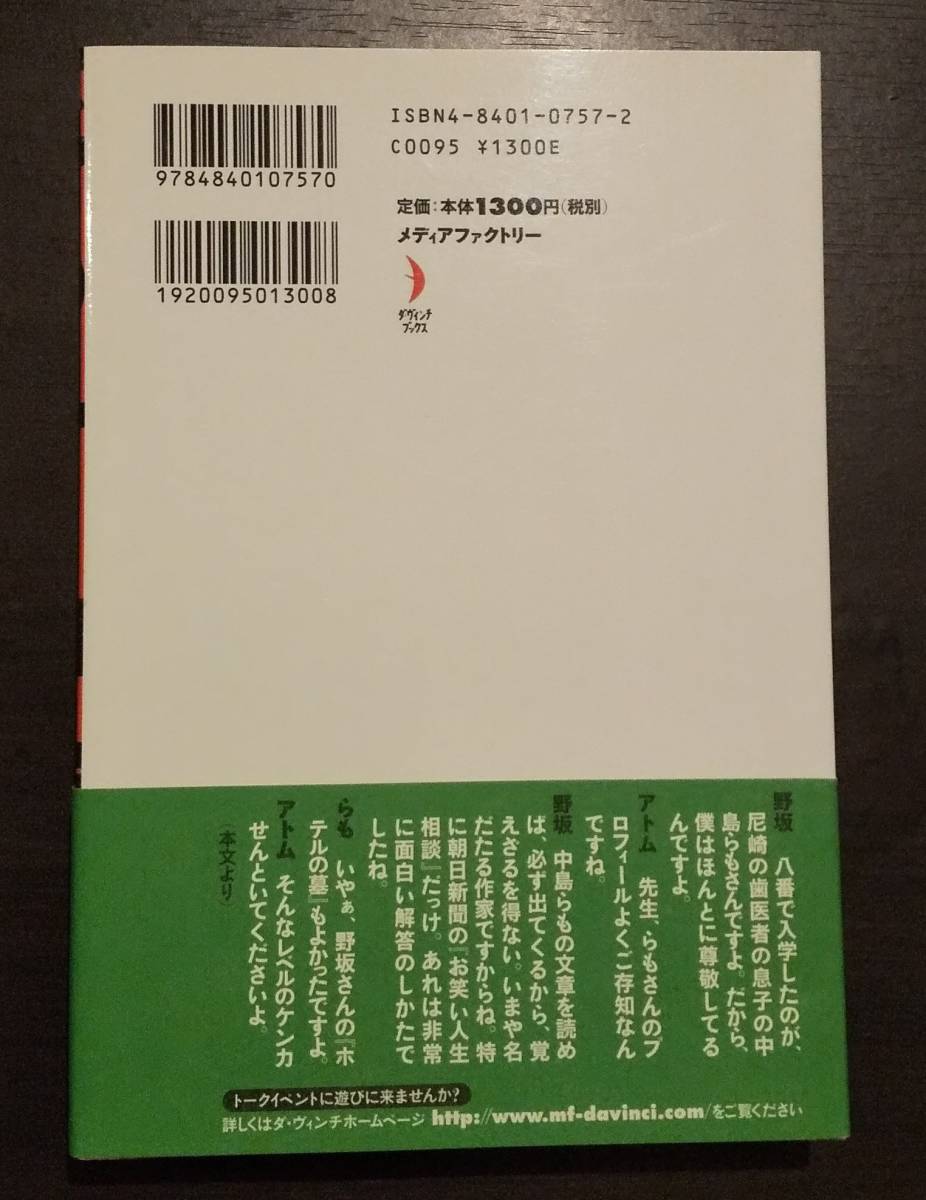 ISBN4-8401-0757-2
C0095 ¥1300E
9784840107570
定価:本体1300円(税別)
メディアファクトリー
1920095013008
ダ・ヴィンチ
ブックス
野坂 八番で入学したのが、
尼崎の歯医者の息子の中
島らもさんですよ。だから、
僕はほんとに尊敬してる
んですよ。
アトム 先生、らもさんのプ
ロフィールよくご存知なん
ですね。
野坂 中島らもの文章を読め
ば、必ず出てくるから、覚
えざるを得ない。いまや名
だたる作家ですからね。特
に朝日新聞の『お笑い人生
相談』だっけ。あれは非常
に面白い解答のしかたで
したね。
らも いやぁ、野坂さんの『ホ
テルの墓』もよかったですよ。
アトム そんなレベルのケンカ
せんといてくださいよ。
(本文より)
トークイベントに遊びに来ませんか?
詳しくはダ・ヴィンチホームページ http://www.mf-davinci.com/をご覧ください